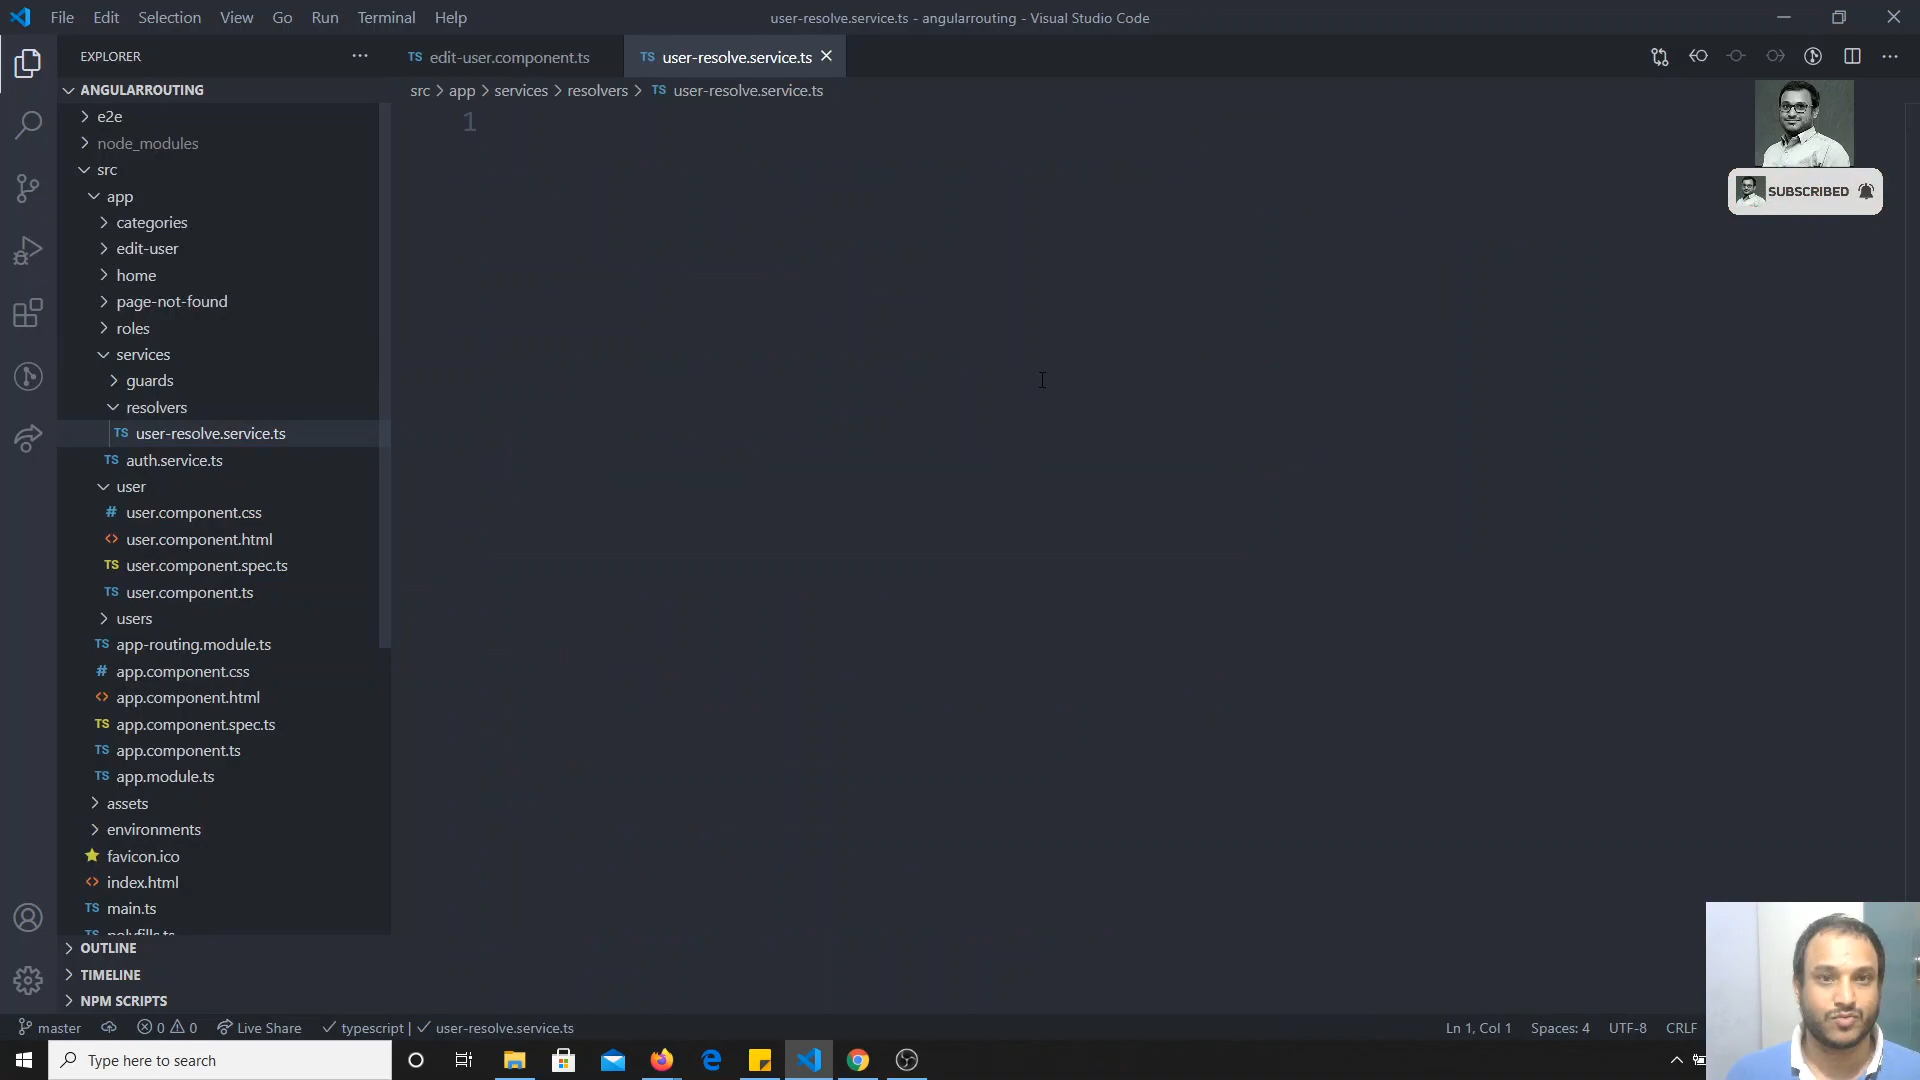 File Edit Selection View Go Run Terminal Help
user-resolve.service.ts - angularrouting - Visual Studio Code
EXPLORER
TS edit-user.component.ts
TS user-resolve.service.ts
ANGULARROUTING
src > app > services > resolvers > TS user-resolve.service.ts
1
e2e
node_modules
src
app
categories
edit-user
home
page-not-found
roles
services
guards
resolvers
TS user-resolve.service.ts
TS auth.service.ts
user
# user.component.css
<> user.component.html
TS user.component.spec.ts
TS user.component.ts
users
TS app-routing.module.ts
# app.component.css
<> app.component.html
TS app.component.spec.ts
TS app.component.ts
TS app.module.ts
assets
environments
favicon.ico
<> index.html
TS main.ts
TS polyfills.ts
OUTLINE
TIMELINE
NPM SCRIPTS
SUBSCRIBED
master 0 0 Live Share typescript | user-resolve.service.ts
Ln 1, Col 1 Spaces: 4 UTF-8 CRLF
Type here to search